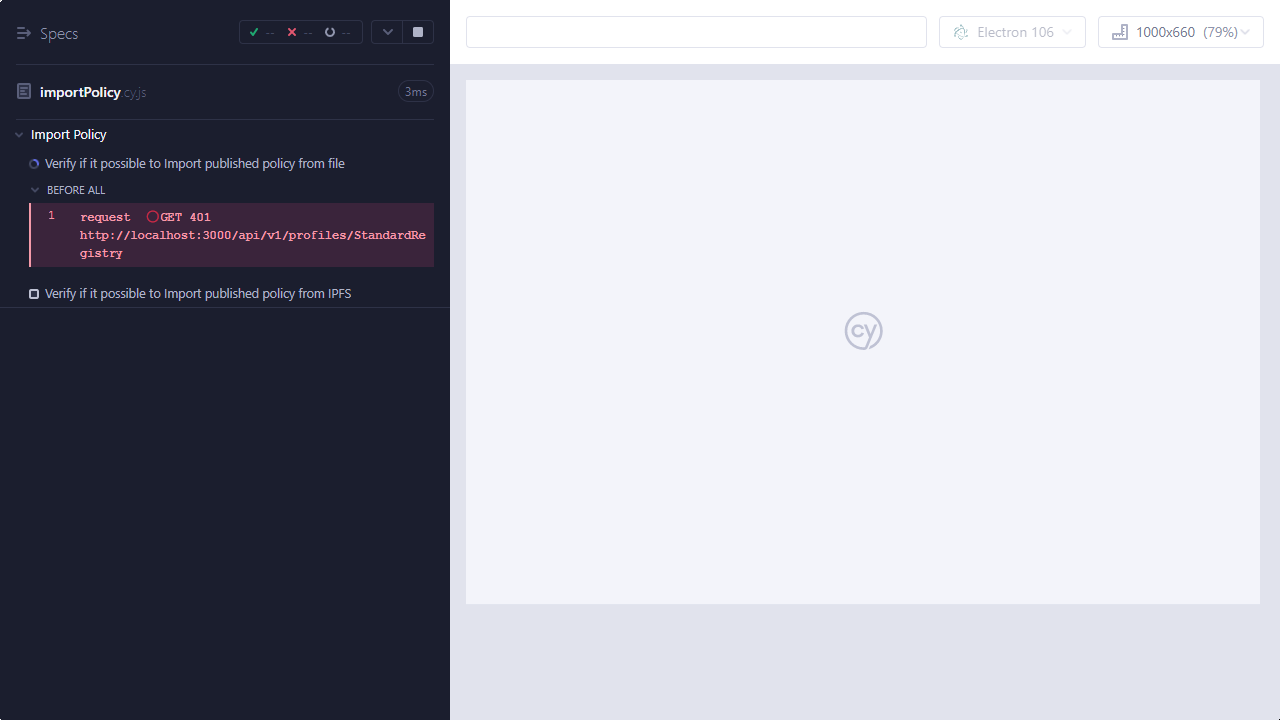 Specs
--
--
--
importPolicy.cy.js
3ms
Import Policy
Verify if it possible to Import published policy from file
BEFORE ALL
1
request GET 401
http://localhost:3000/api/v1/profiles/StandardRe
gistry
Verify if it possible to Import published policy from IPFS
Electron 106
1000x660 (79%)
cy